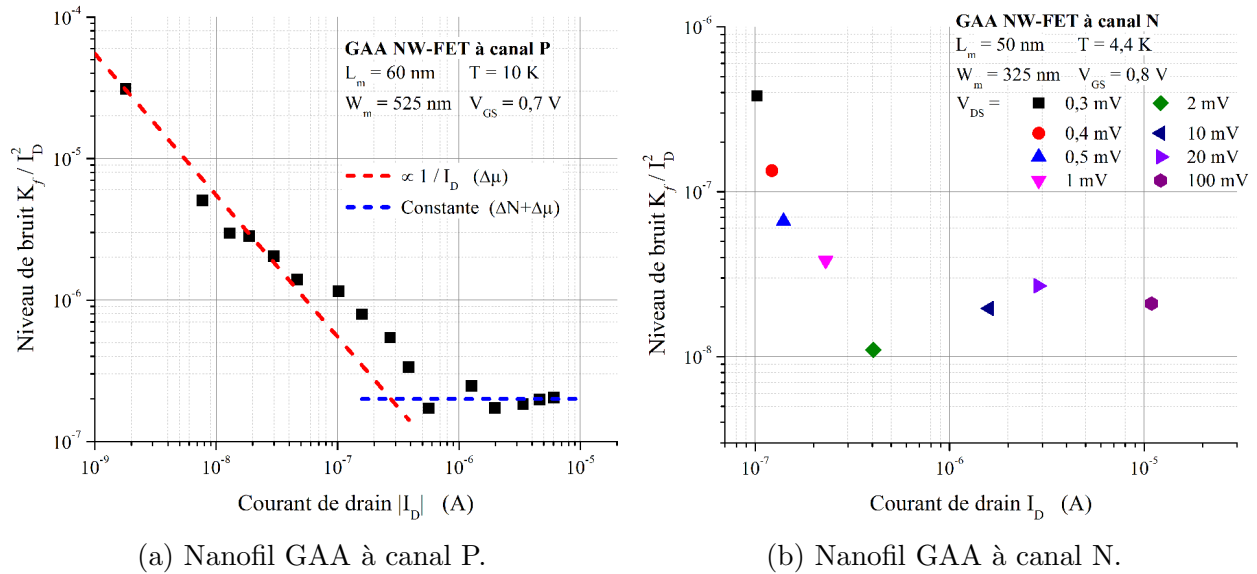 10⁻⁴
10⁻⁵
10⁻⁶
10⁻⁷
Niveau de bruit K_f / I_D²
GAA NW-FET à canal P
L_m = 60 nm T = 10 K
W_m = 525 nm V_GS = 0,7 V
∝ 1 / I_D (Δμ)
Constante (ΔN+Δμ)
10⁻⁹ 10⁻⁸ 10⁻⁷ 10⁻⁶ 10⁻⁵
Courant de drain |I_D| (A)
(a) Nanofil GAA à canal P.
10⁻⁶
10⁻⁷
10⁻⁸
Niveau de bruit K_f / I_D²
GAA NW-FET à canal N
L_m = 50 nm T = 4,4 K
W_m = 325 nm V_GS = 0,8 V
V_DS =
0,3 mV 2 mV
0,4 mV 10 mV
0,5 mV 20 mV
1 mV 100 mV
10⁻⁷ 10⁻⁶ 10⁻⁵
Courant de drain I_D (A)
(b) Nanofil GAA à canal N.